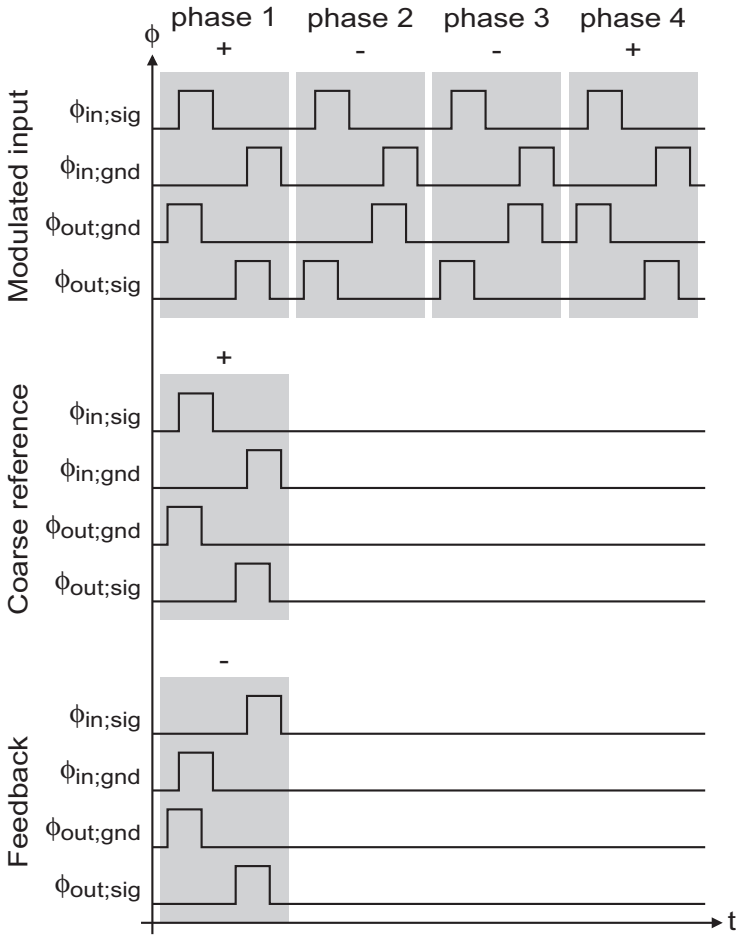 phase 1 phase 2 phase 3 phase 4
ϕ + - - +
Modulated input
ϕin;sig
ϕin;gnd
ϕout;gnd
ϕout;sig
+
Coarse reference
ϕin;sig
ϕin;gnd
ϕout;gnd
ϕout;sig
-
Feedback
ϕin;sig
ϕin;gnd
ϕout;gnd
ϕout;sig
t